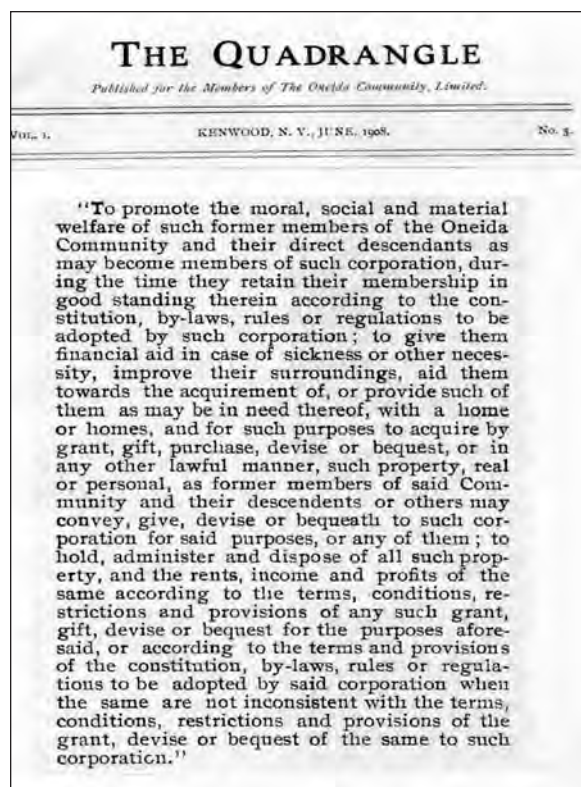 THE QUADRANGLE
Published for the Members of The Oneida Community, Limited.
VOL. 1. KENWOOD, N. Y., JUNE, 1908. No. 3.
"To promote the moral, social and material
welfare of such former members of the Oneida
Community and their direct descendants as
may become members of such corporation, dur-
ing the time they retain their membership in
good standing therein according to the con-
stitution, by-laws, rules or regulations to be
adopted by such corporation; to give them
financial aid in case of sickness or other neces-
sity, improve their surroundings, aid them
towards the acquirement of, or provide such of
them as may be in need thereof, with a home
or homes, and for such purposes to acquire by
grant, gift, purchase, devise or bequest, or in
any other lawful manner, such property, real
or personal, as former members of said Com-
munity and their descendents or others may
convey, give, devise or bequeath to such cor-
poration for said purposes, or any of them; to
hold, administer and dispose of all such prop-
erty, and the rents, income and profits of the
same according to the terms, conditions, re-
strictions and provisions of any such grant,
gift, devise or bequest for the purposes afore-
said, or according to the terms and provisions
of the constitution, by-laws, rules or regula-
tions to be adopted by said corporation when
the same are not inconsistent with the terms,
conditions, restrictions and provisions of the
grant, devise or bequest of the same to such
corporation."